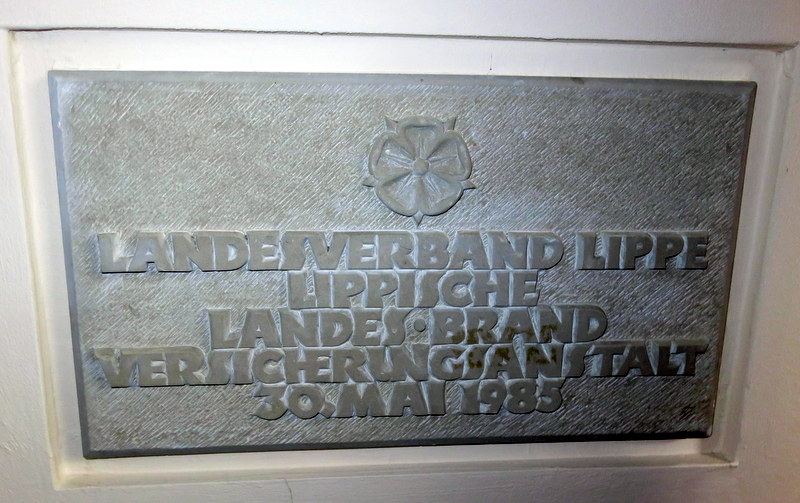 LANDESVERBAND LIPPE
LIPPISCHE
LANDES·BRAND
VERSICHERUNGSANSTALT
30. MAI 1985